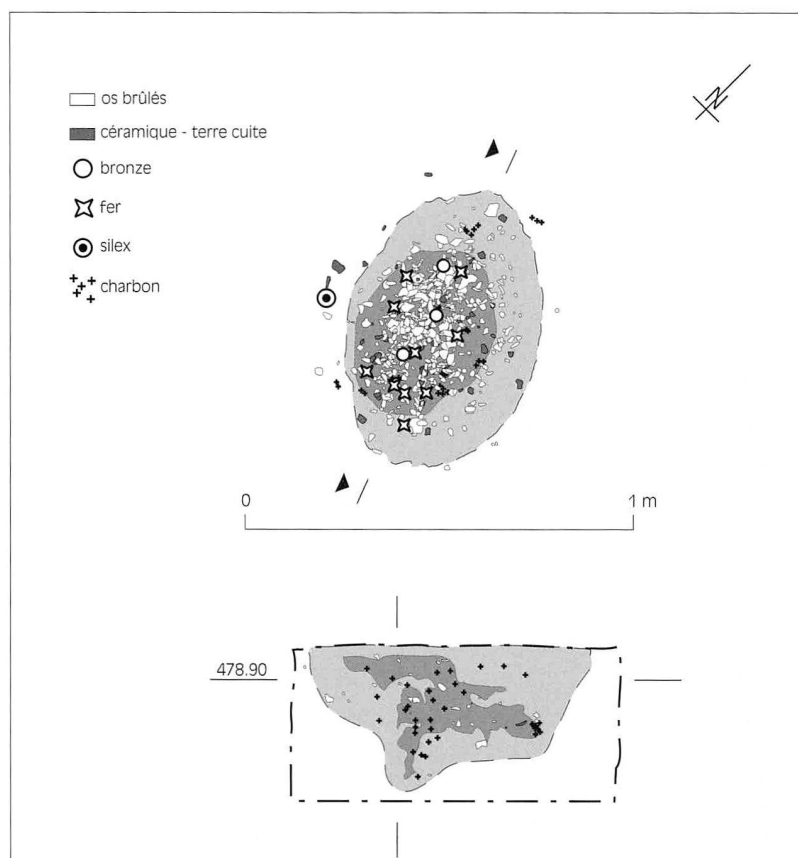 N
os brûlés
céramique - terre cuite
bronze
fer
silex
charbon
0 1 m
478.90